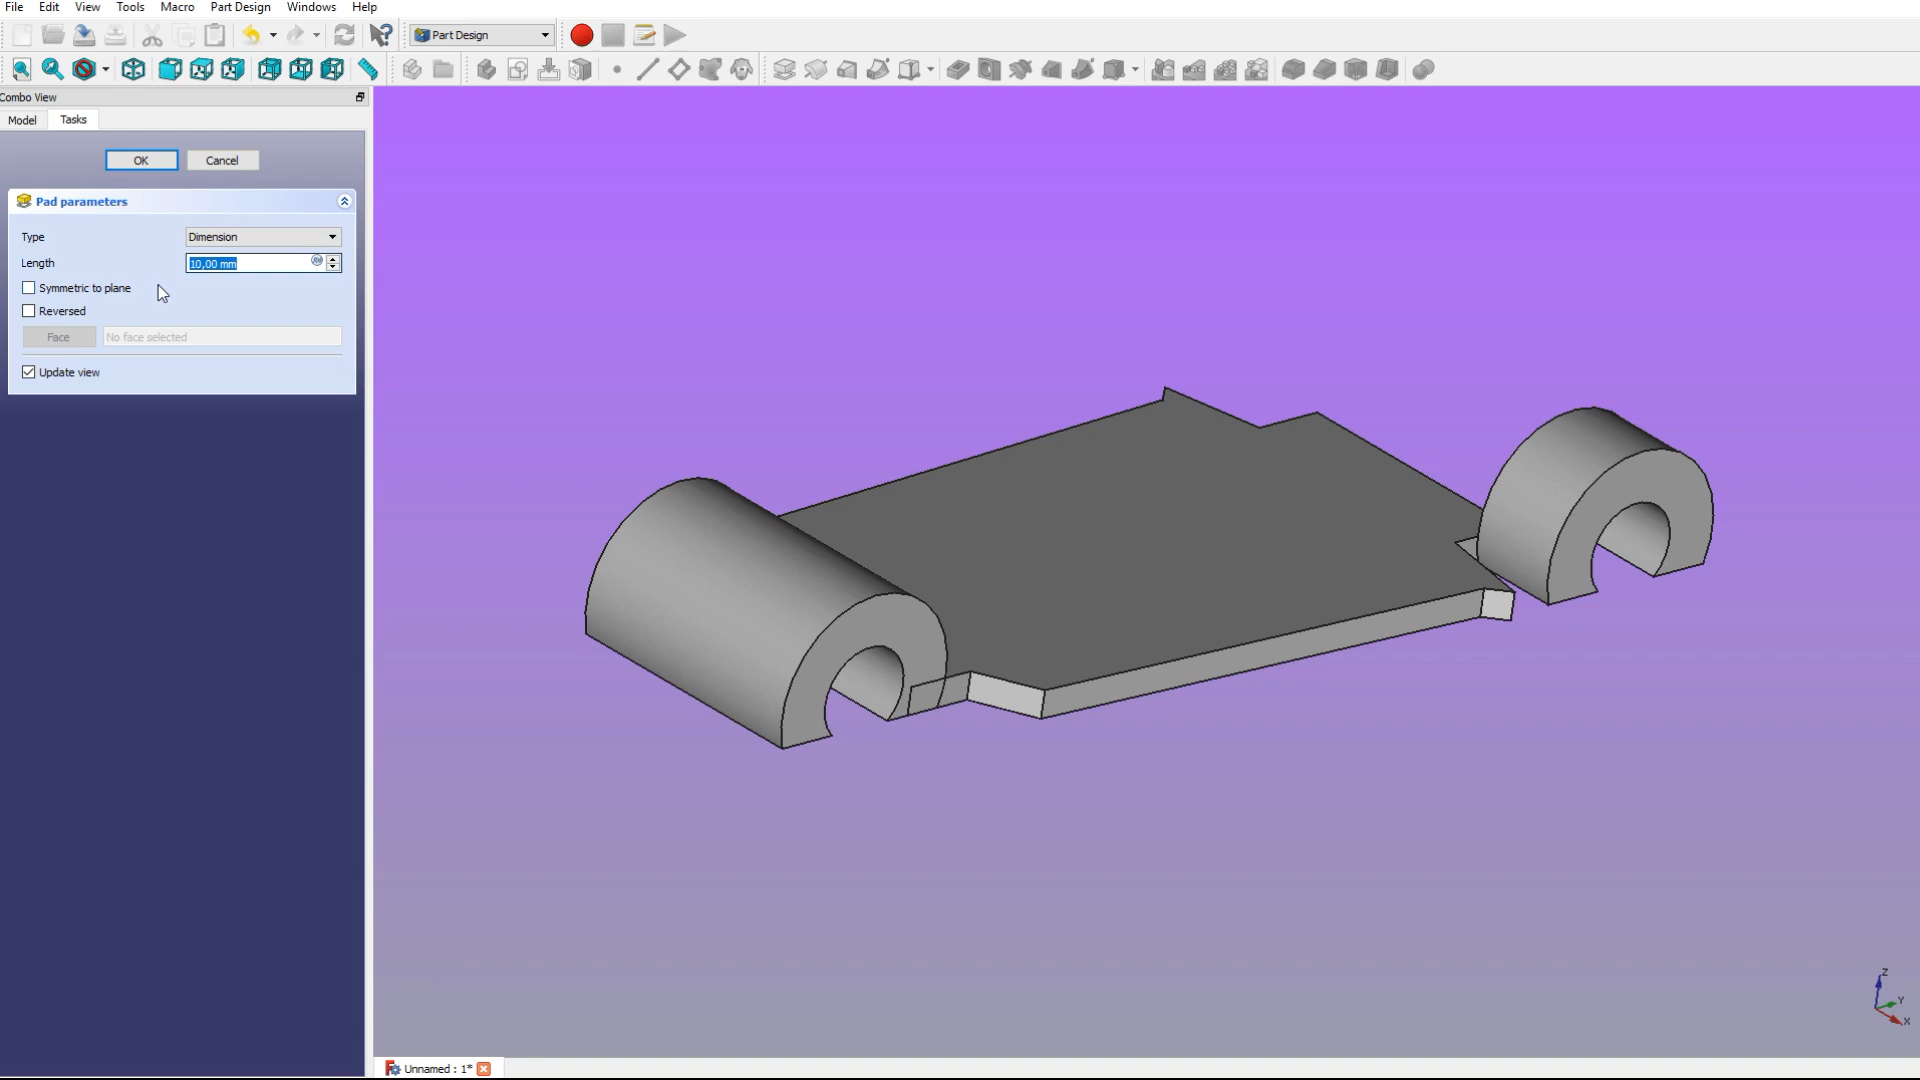 File Edit View Tools Macro Part Design Windows Help
Part Design
Combo View
Model Tasks
OK Cancel
Pad parameters
Type Dimension
Length 10,00 mm
Symmetric to plane
Reversed
Face No face selected
Update view
Z
Y
X
Unnamed : 1*